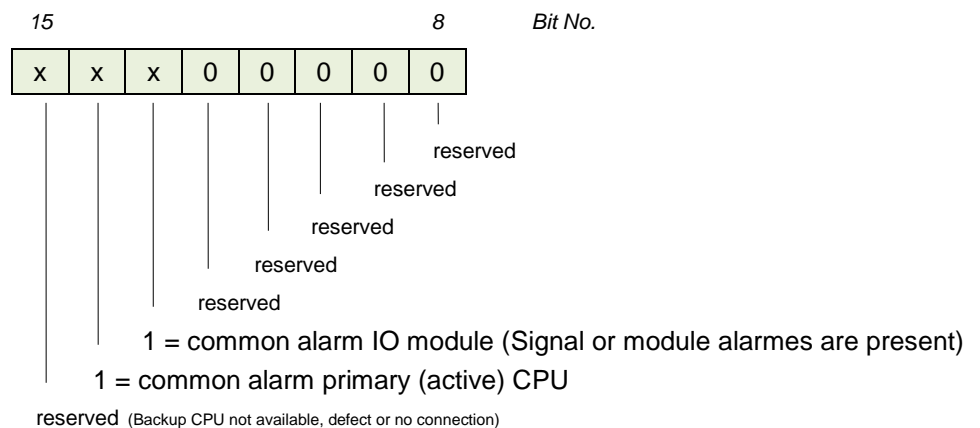 15 8 Bit No.
x x x 0 0 0 0 0
reserved
reserved
reserved
reserved
reserved
1 = common alarm IO module (Signal or module alarmes are present)
1 = common alarm primary (active) CPU
reserved (Backup CPU not available, defect or no connection)